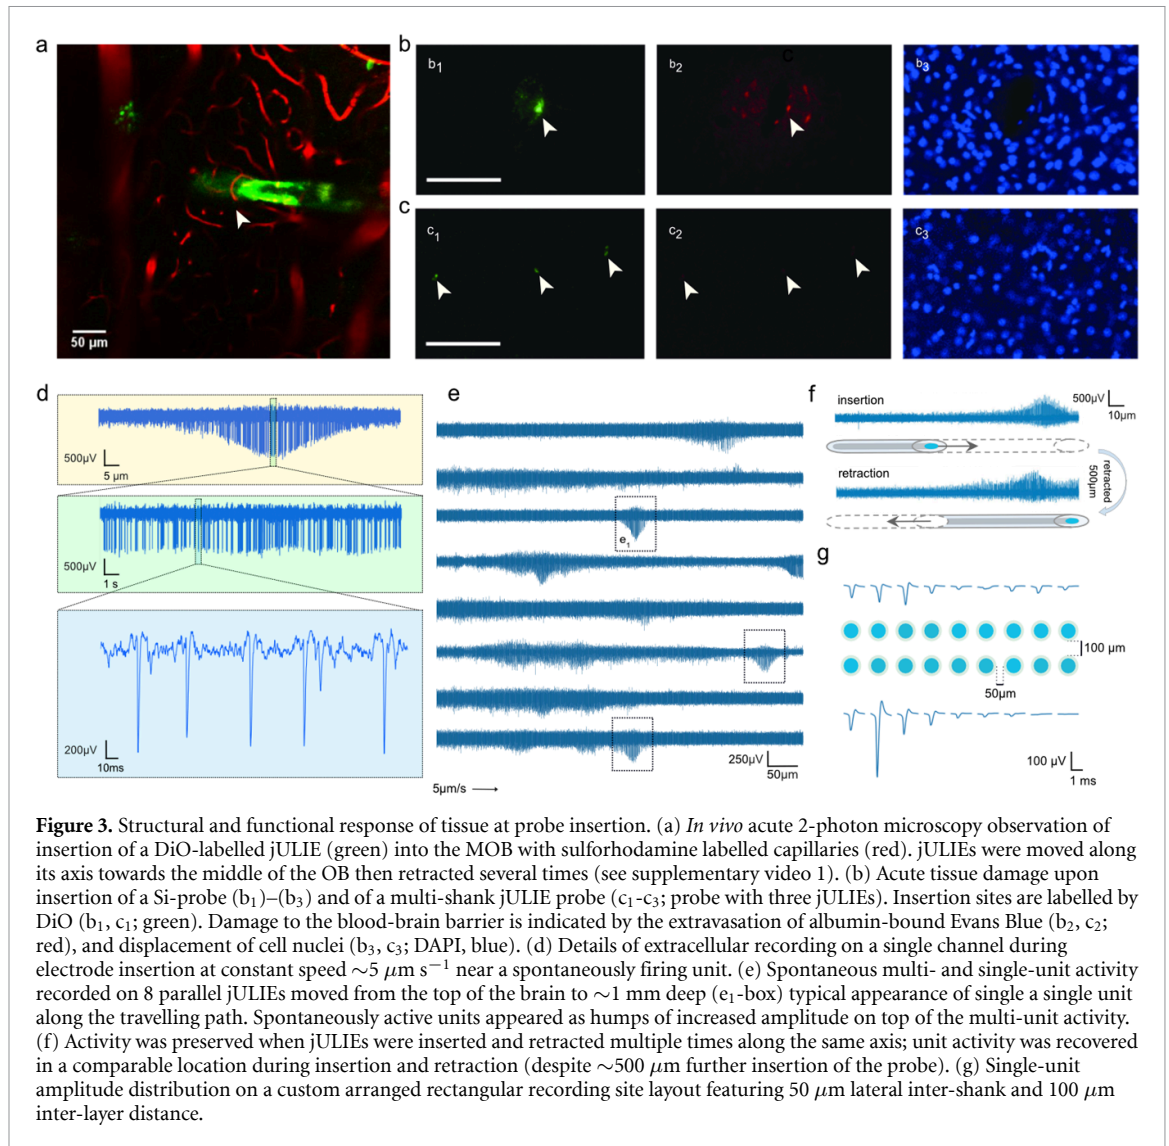 a
50 μm
b
b1
b2
c
b3
c
c1
c2
c3
d
500μV
5 μm
500μV
1 s
200μV
10ms
e
e1
250μV
50μm
5μm/s
f
insertion
500μV
10μm
retraction
retracted
500μm
g
100 μm
50μm
100 μV
1 ms
Figure 3. Structural and functional response of tissue at probe insertion. (a) In vivo acute 2-photon microscopy observation of
insertion of a DiO-labelled jULIE (green) into the MOB with sulforhodamine labelled capillaries (red). jULIEs were moved along
its axis towards the middle of the OB then retracted several times (see supplementary video 1). (b) Acute tissue damage upon
insertion of a Si-probe (b1)–(b3) and of a multi-shank jULIE probe (c1-c3; probe with three jULIEs). Insertion sites are labelled by
DiO (b1, c1; green). Damage to the blood-brain barrier is indicated by the extravasation of albumin-bound Evans Blue (b2, c2;
red), and displacement of cell nuclei (b3, c3; DAPI, blue). (d) Details of extracellular recording on a single channel during
electrode insertion at constant speed ∼5 μm s−1 near a spontaneously firing unit. (e) Spontaneous multi- and single-unit activity
recorded on 8 parallel jULIEs moved from the top of the brain to ∼1 mm deep (e1-box) typical appearance of single a single unit
along the travelling path. Spontaneously active units appeared as humps of increased amplitude on top of the multi-unit activity.
(f) Activity was preserved when jULIEs were inserted and retracted multiple times along the same axis; unit activity was recovered
in a comparable location during insertion and retraction (despite ∼500 μm further insertion of the probe). (g) Single-unit
amplitude distribution on a custom arranged rectangular recording site layout featuring 50 μm lateral inter-shank and 100 μm
inter-layer distance.